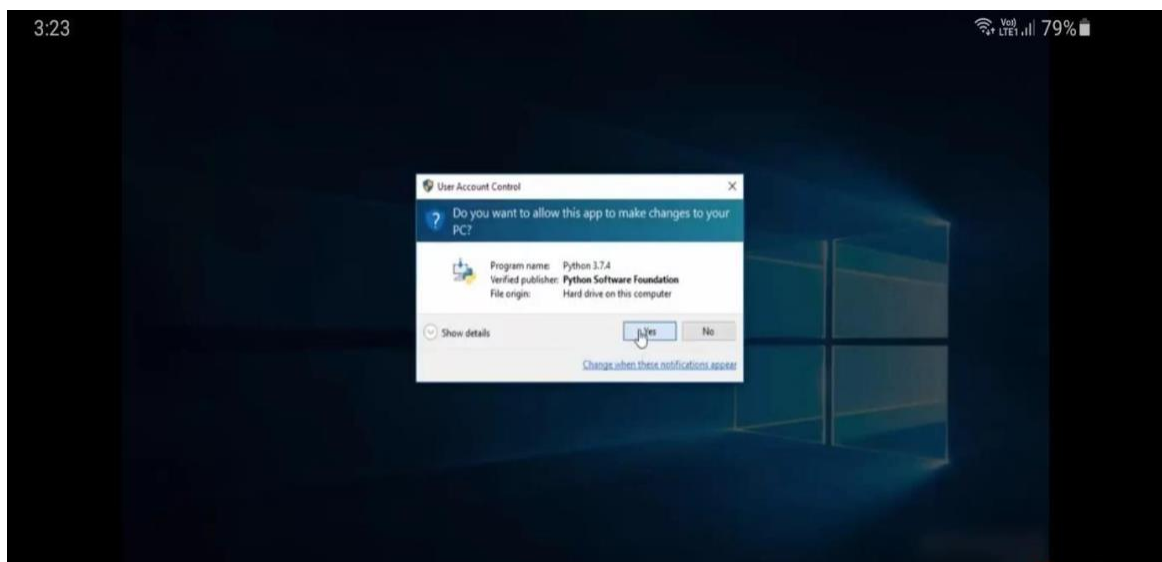 3:23
Vo)) LTE1 79%
User Account Control
Do you want to allow this app to make changes to your
PC?
Program name: Python 3.7.4
Verified publisher: Python Software Foundation
File origin: Hard drive on this computer
Show details
Yes No
Change when these notifications appear